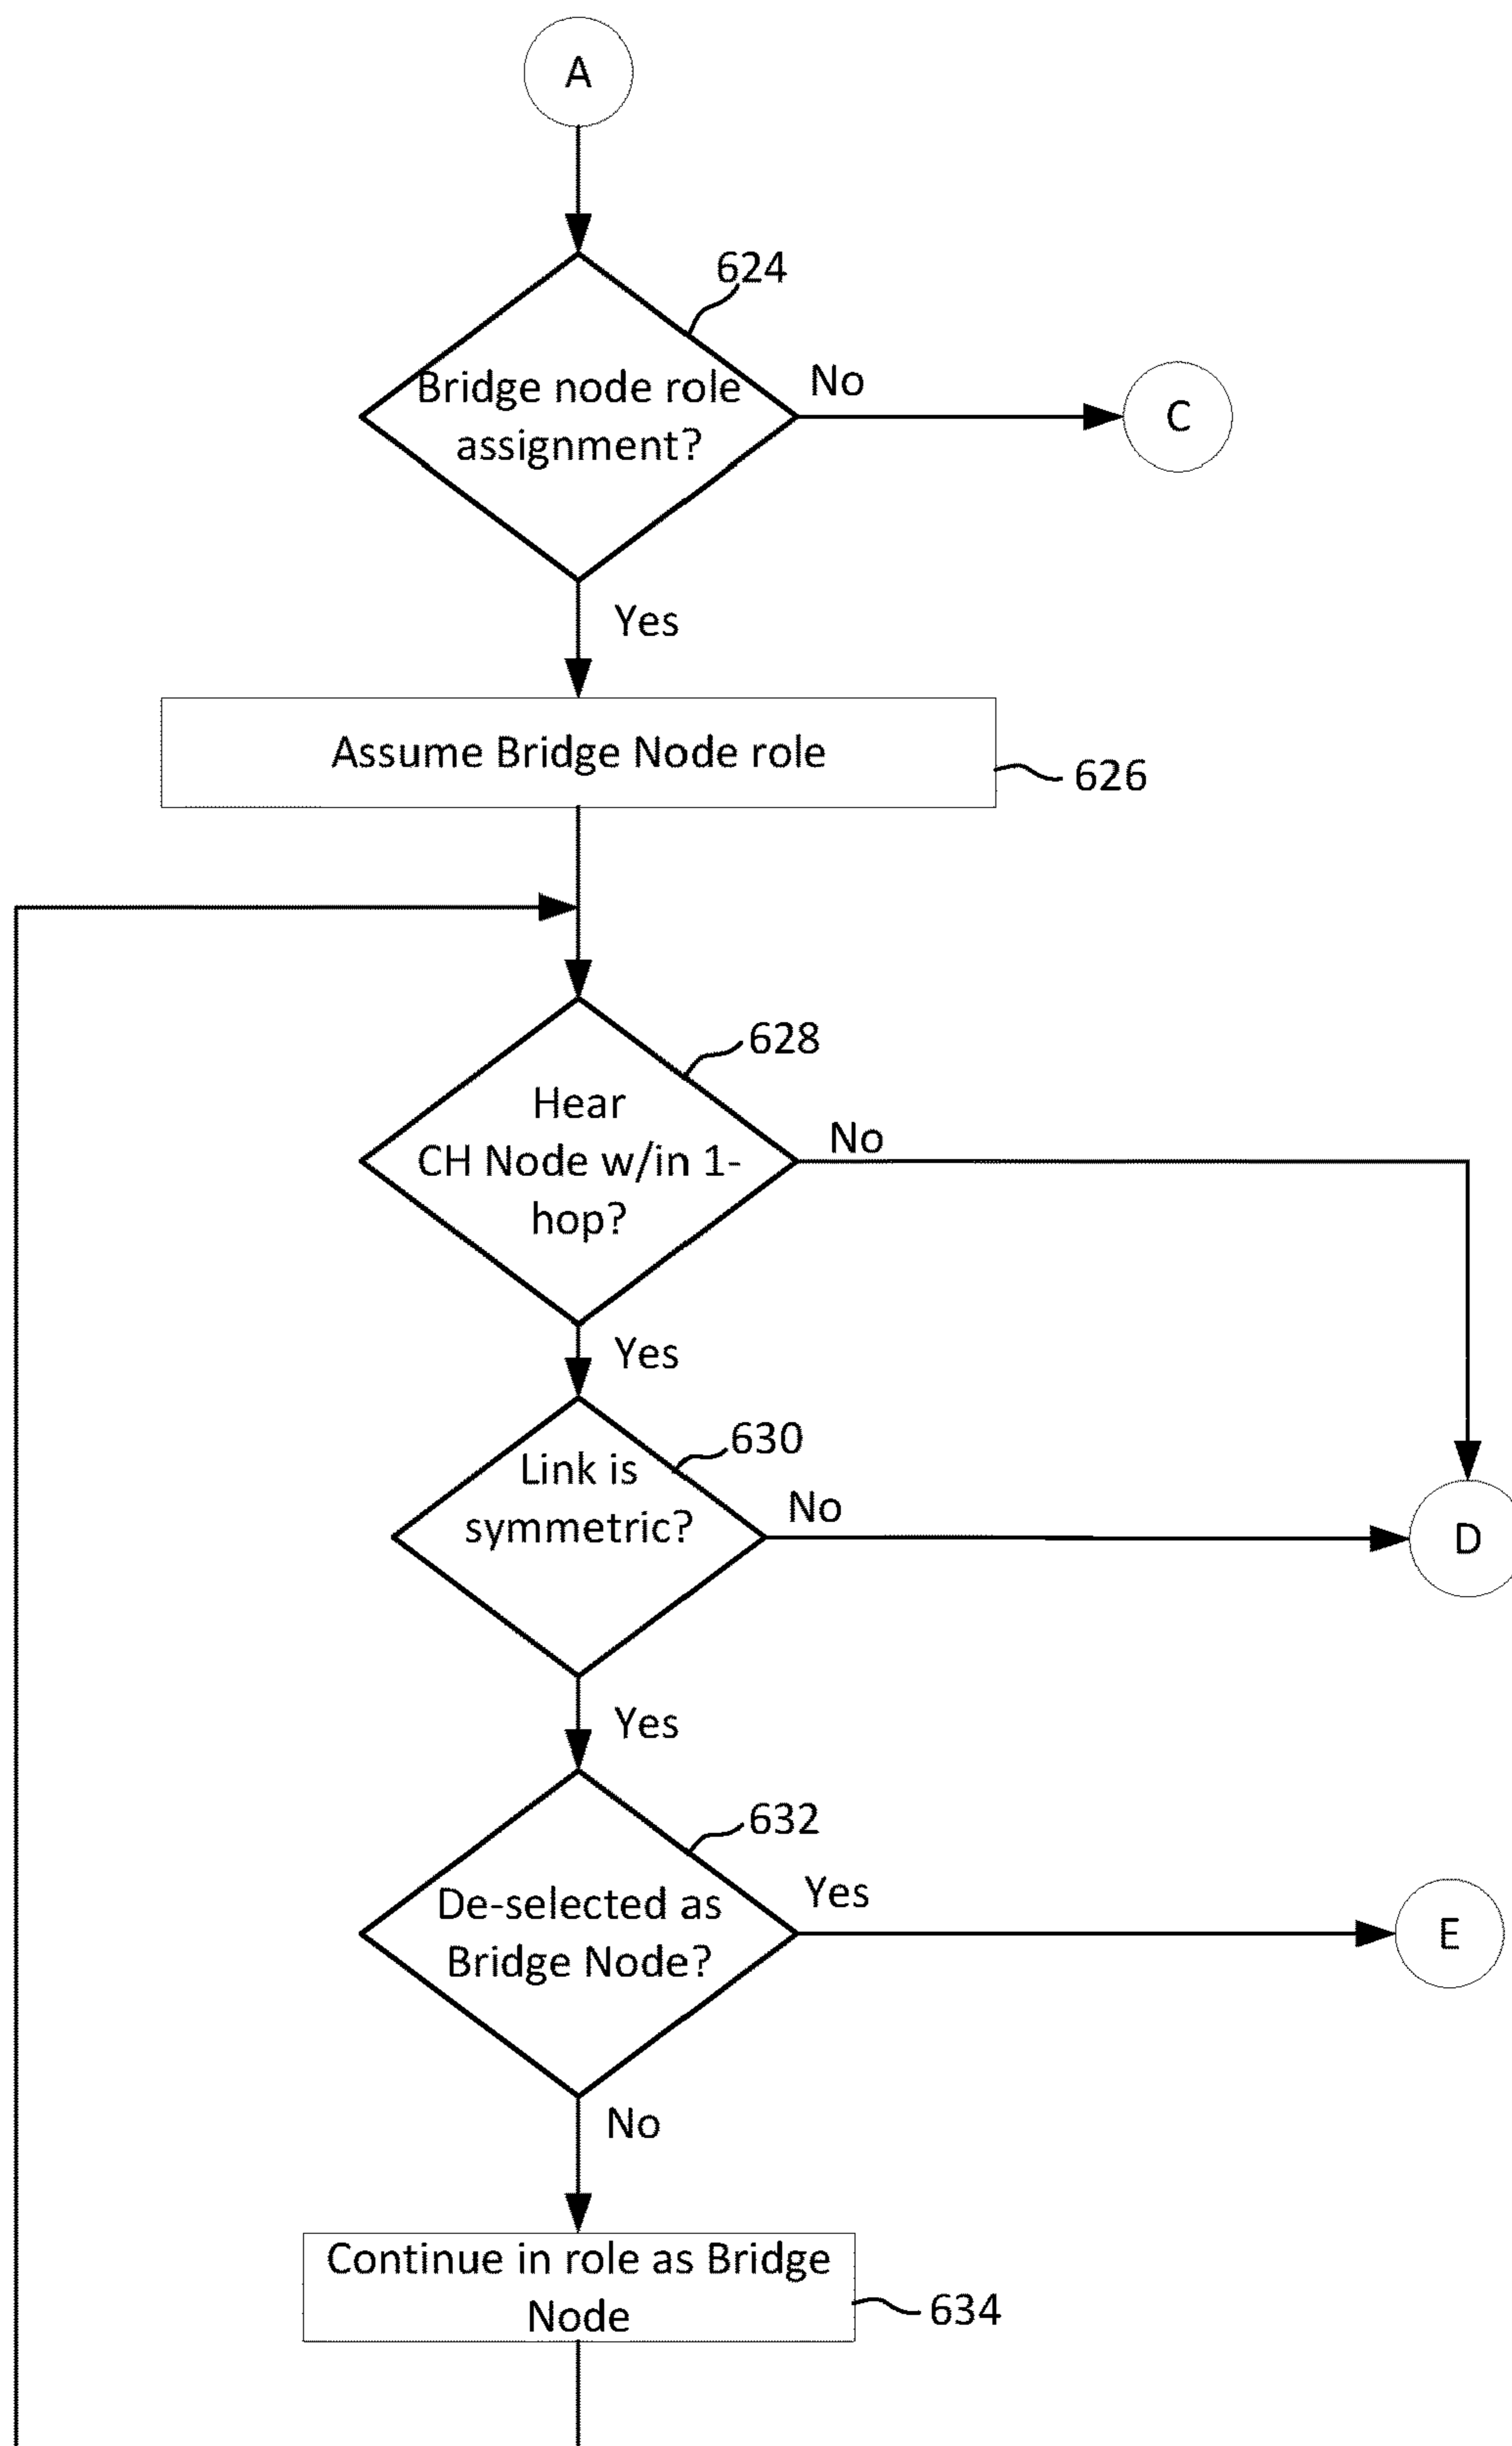 A
624
Bridge node role
assignment?
No
C
Yes
Assume Bridge Node role
626
628
Hear
CH Node w/in 1-
hop?
No
Yes
630
Link is
symmetric?
No
D
Yes
632
De-selected as
Bridge Node?
Yes
E
No
Continue in role as Bridge
Node
634